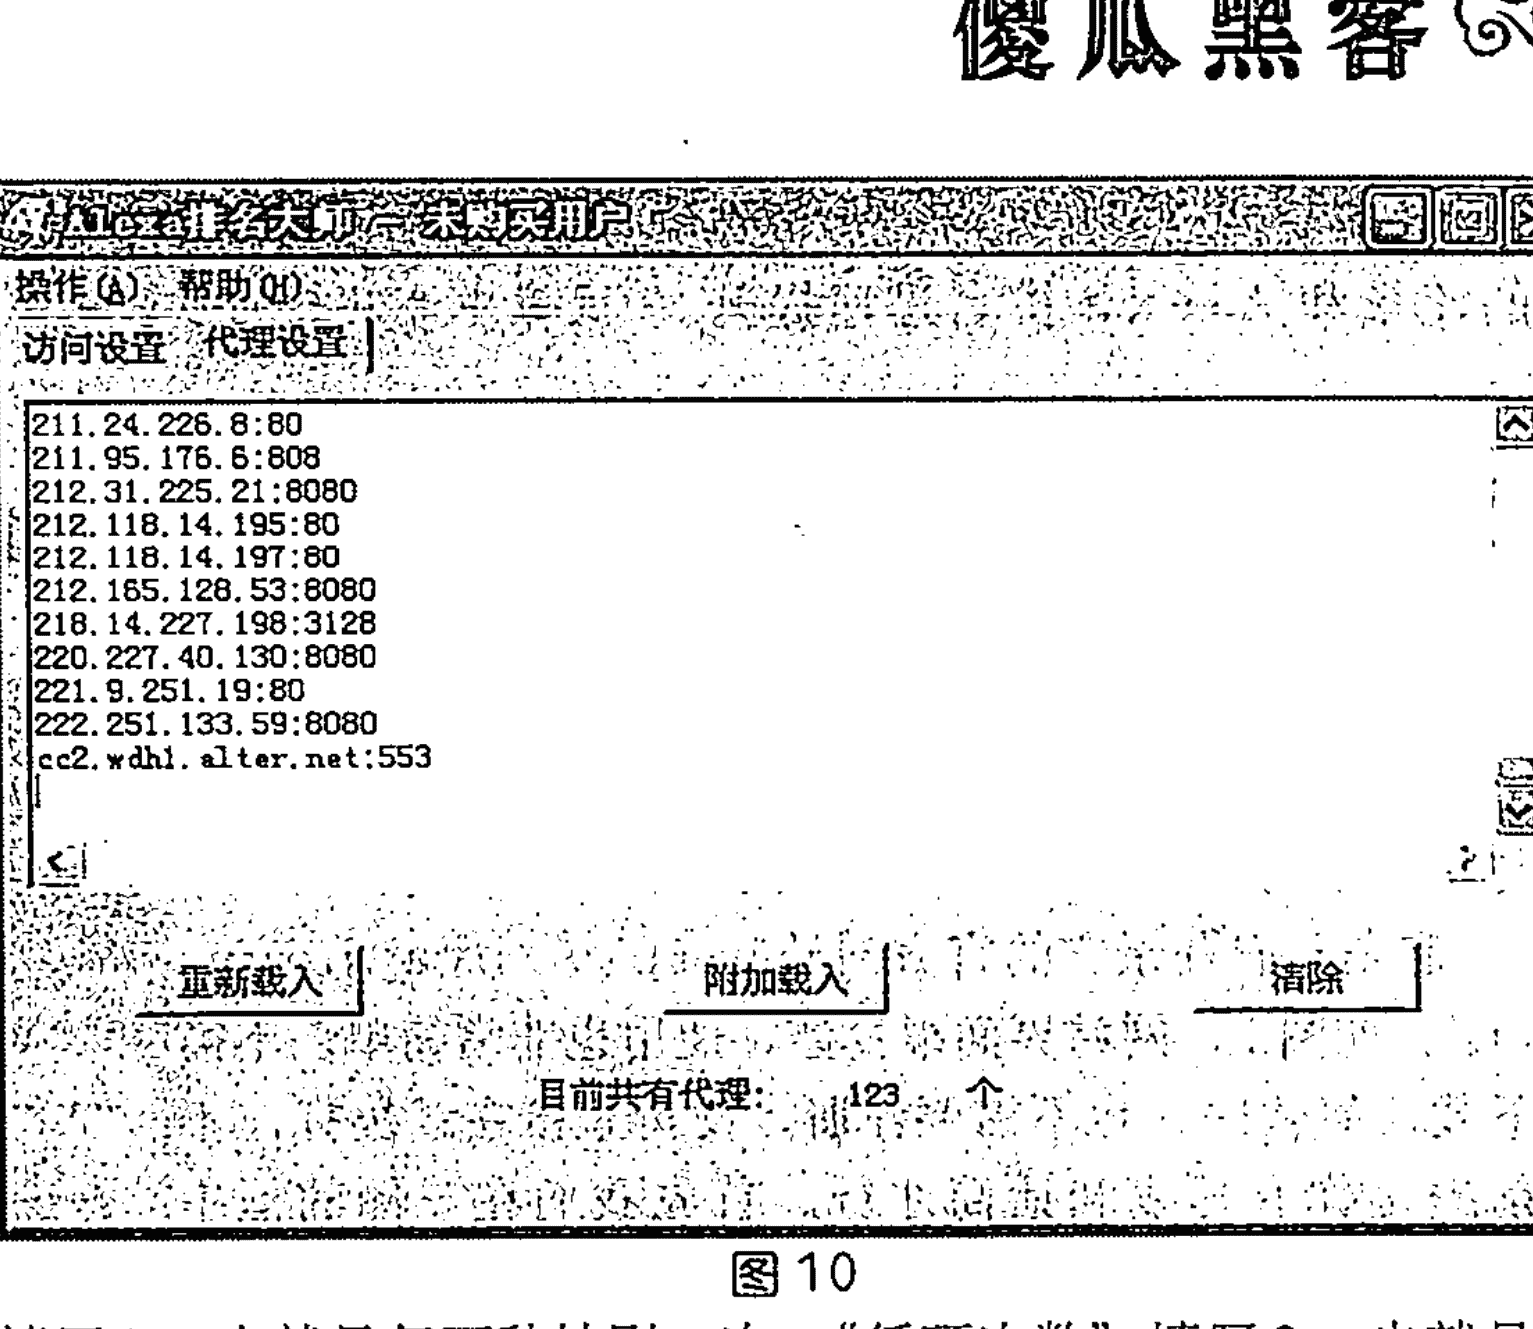 傻瓜黑客
Alexa排名大师 - 未购买用户
操作(A) 帮助(H)
访问设置 代理设置
211.24.226.8:80
211.95.176.6:808
212.31.225.21:8080
212.118.14.195:80
212.118.14.197:80
212.165.128.53:8080
218.14.227.198:3128
220.227.40.130:8080
221.9.251.19:80
222.251.133.59:8080
cc2.wdh1.alter.net:553
重新载入 附加载入 清除
目前共有代理: 123 个
图10